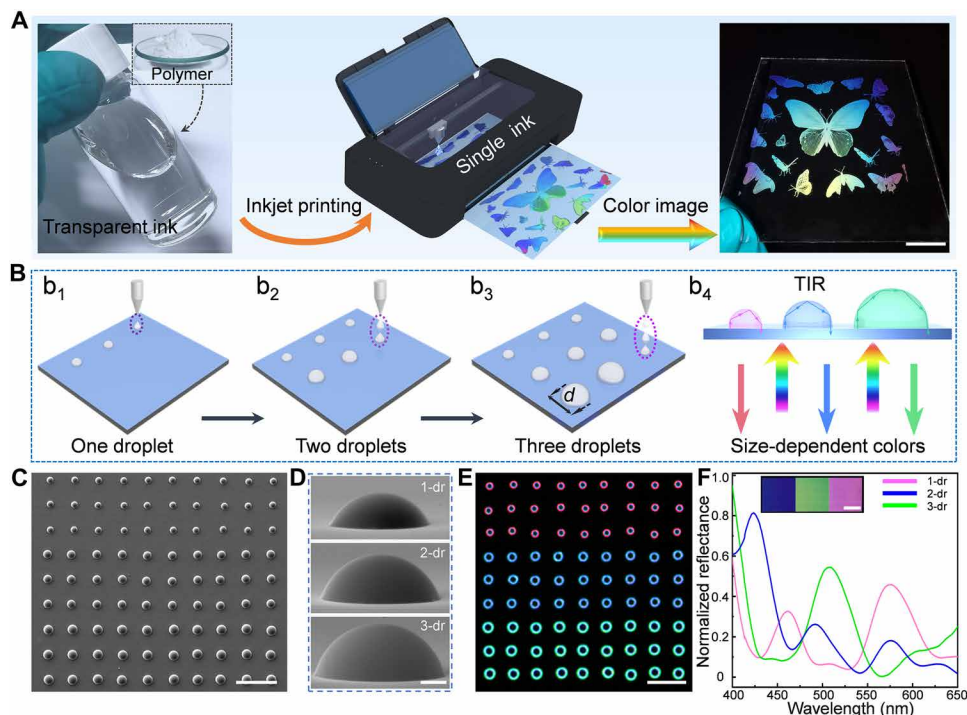 A
Polymer
Transparent ink
Inkjet printing
Single ink
Color image
B
b1
b2
b3
b4
TIR
d
One droplet
Two droplets
Three droplets
Size-dependent colors
C
D
1-dr
2-dr
3-dr
E
F
1.0
0.8
0.6
0.4
0.2
0
Normalized reflectance
1-dr
2-dr
3-dr
400 450 500 550 600 650
Wavelength (nm)